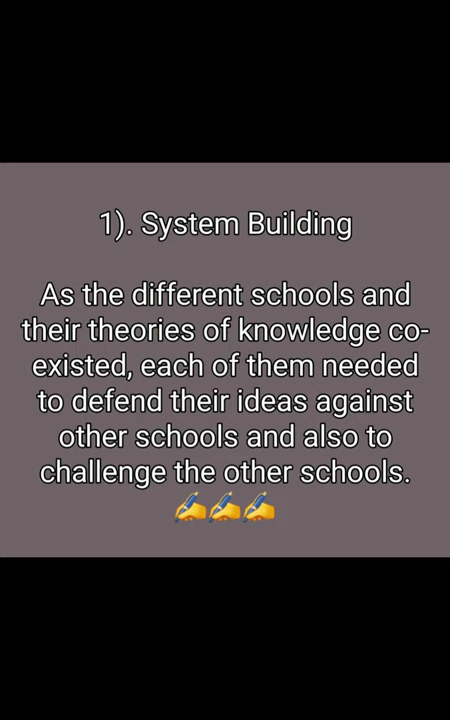 1). System Building
As the different schools and
their theories of knowledge co-
existed, each of them needed
to defend their ideas against
other schools and also to
challenge the other schools.
✍️✍️✍️